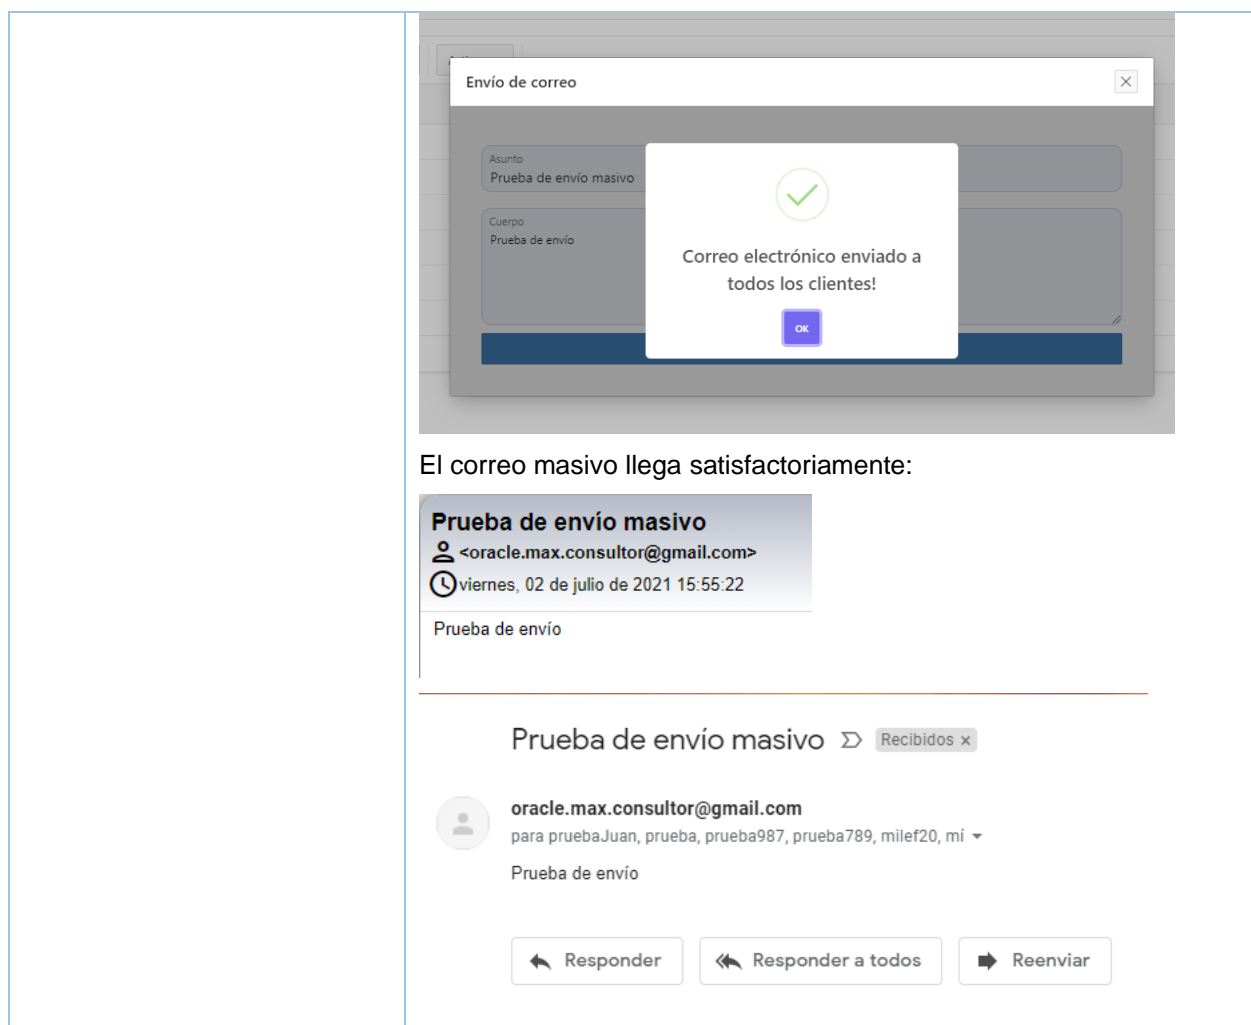 Envío de correo
Asunto
Prueba de envío masivo
Cuerpo
Prueba de envío
Correo electrónico enviado a
todos los clientes!
OK
El correo masivo llega satisfactoriamente:
Prueba de envío masivo
<oracle.max.consultor@gmail.com>
viernes, 02 de julio de 2021 15:55:22
Prueba de envío
Prueba de envío masivo Recibidos x
oracle.max.consultor@gmail.com
para pruebaJuan, prueba, prueba987, prueba789, milef20, mí
Prueba de envío
Responder Responder a todos Reenviar